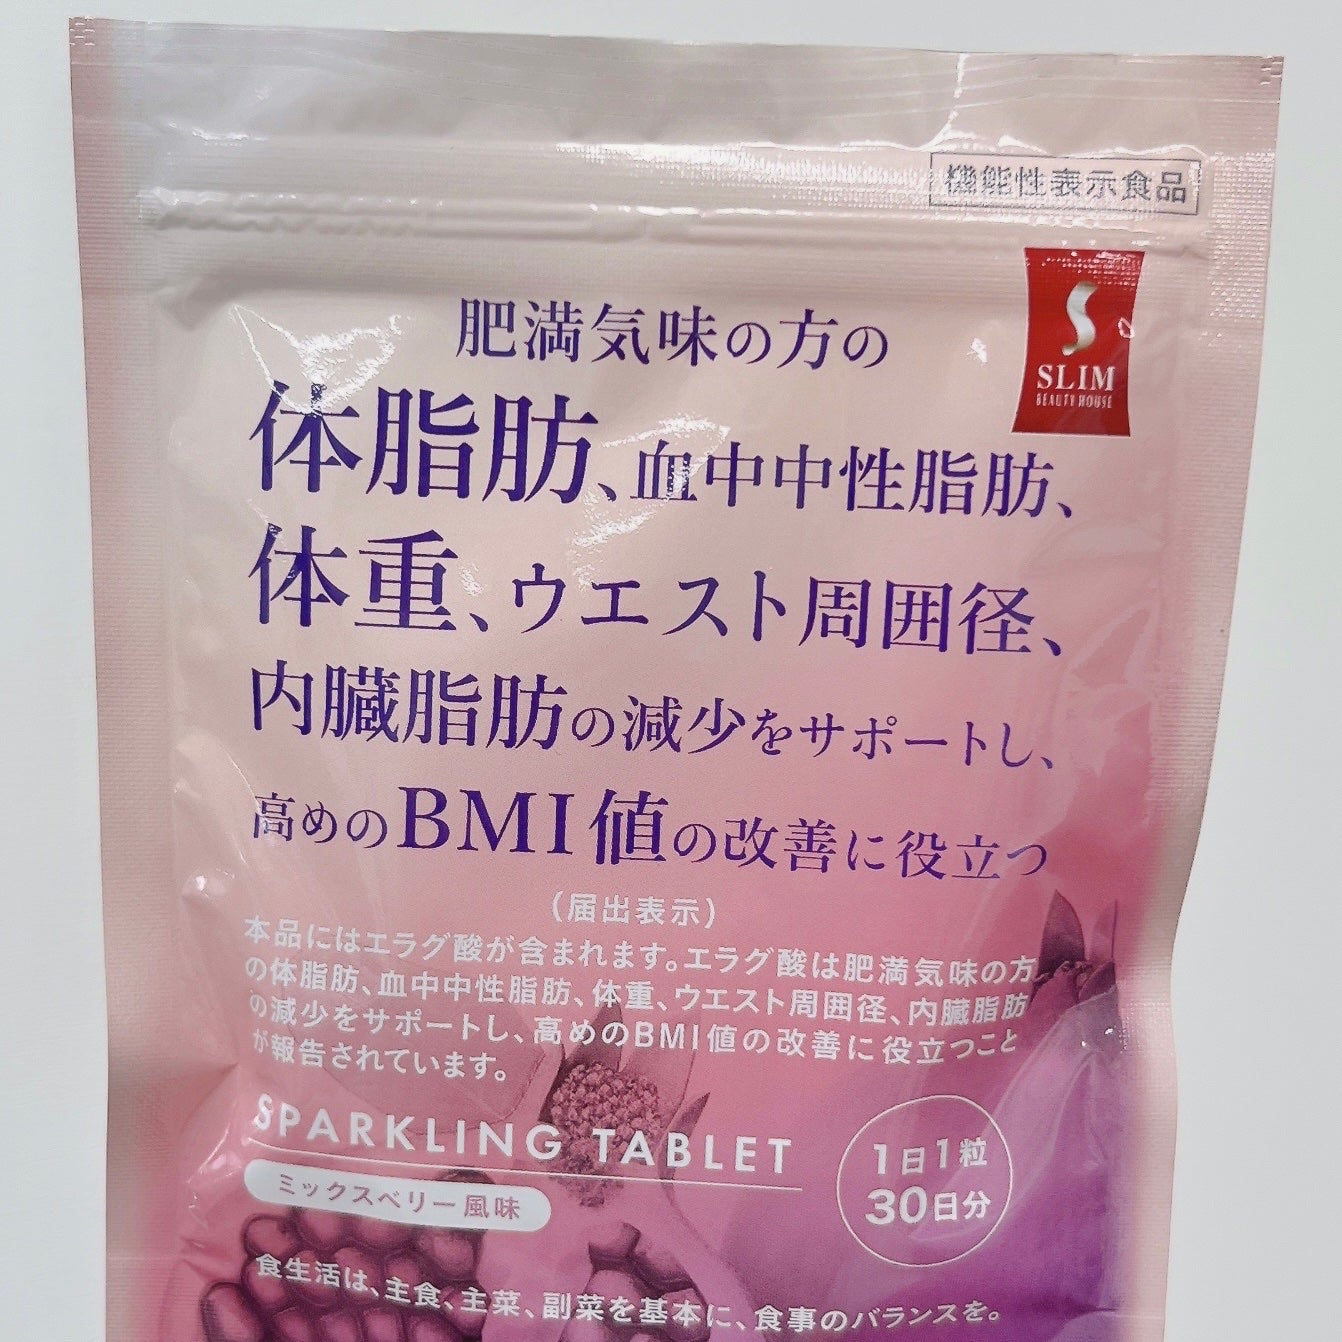 機能性表示食品
SLIM
BEAUTY HOUSE
肥満気味の方の
体脂肪、血中中性脂肪、
体重、ウエスト周囲径、
内臓脂肪の減少をサポートし、
高めのBMI値の改善に役立つ
（届出表示）
本品にはエラグ酸が含まれます。エラグ酸は肥満気味の方
の体脂肪、血中中性脂肪、体重、ウエスト周囲径、内臓脂肪
の減少をサポートし、高めのBMI値の改善に役立つこと
が報告されています。
SPARKLING TABLET
ミックスベリー風味
1日1粒
30日分
食生活は、主食、主菜、副菜を基本に、食事のバランスを。